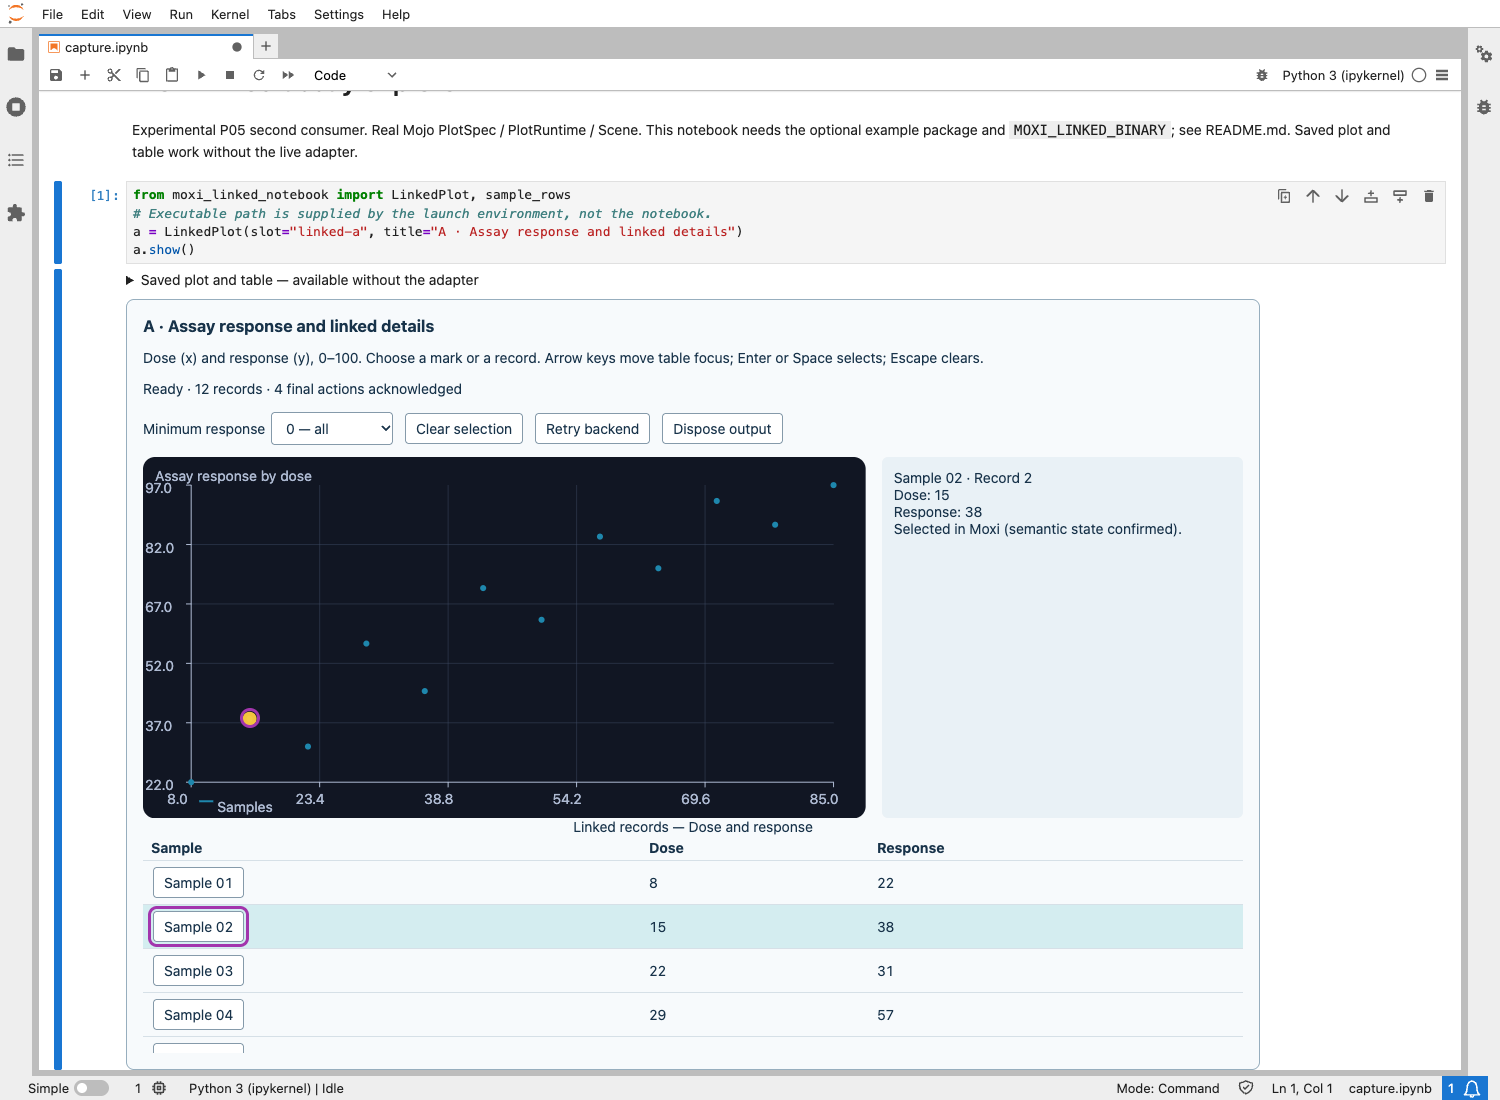 File Edit View Run Kernel Tabs Settings Help
capture.ipynb
Code
Python 3 (ipykernel)
Experimental P05 second consumer. Real Mojo PlotSpec / PlotRuntime / Scene. This notebook needs the optional example package and MOXI_LINKED_BINARY ; see README.md. Saved plot and
table work without the live adapter.
[1]: from moxi_linked_notebook import LinkedPlot, sample_rows
# Executable path is supplied by the launch environment, not the notebook.
a = LinkedPlot(slot="linked-a", title="A · Assay response and linked details")
a.show()
Saved plot and table — available without the adapter
A · Assay response and linked details
Dose (x) and response (y), 0–100. Choose a mark or a record. Arrow keys move table focus; Enter or Space selects; Escape clears.
Ready · 12 records · 4 final actions acknowledged
Minimum response 0 — all Clear selection Retry backend Dispose output
Assay response by dose
97.0
82.0
67.0
52.0
37.0
22.0
8.0 23.4 38.8 54.2 69.6 85.0
Samples
Sample 02 · Record 2
Dose: 15
Response: 38
Selected in Moxi (semantic state confirmed).
Linked records — Dose and response
Sample Dose Response
Sample 01 8 22
Sample 02 15 38
Sample 03 22 31
Sample 04 29 57
Simple 1 Python 3 (ipykernel) | Idle Mode: Command Ln 1, Col 1 capture.ipynb 1